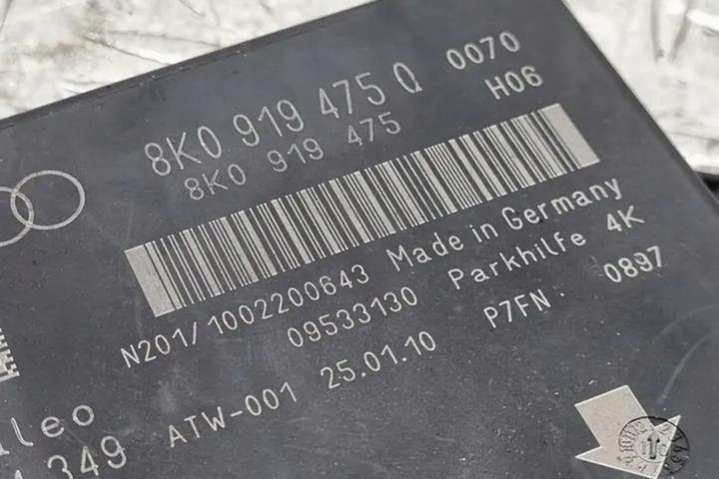 8K0 919 475 Q 0070
8K0 919 475 H06
N201/1002200643 Made in Germany
09533130 Parkhilfe 4K
ATW-001 25.01.10 P7FN· 0897
leo
349